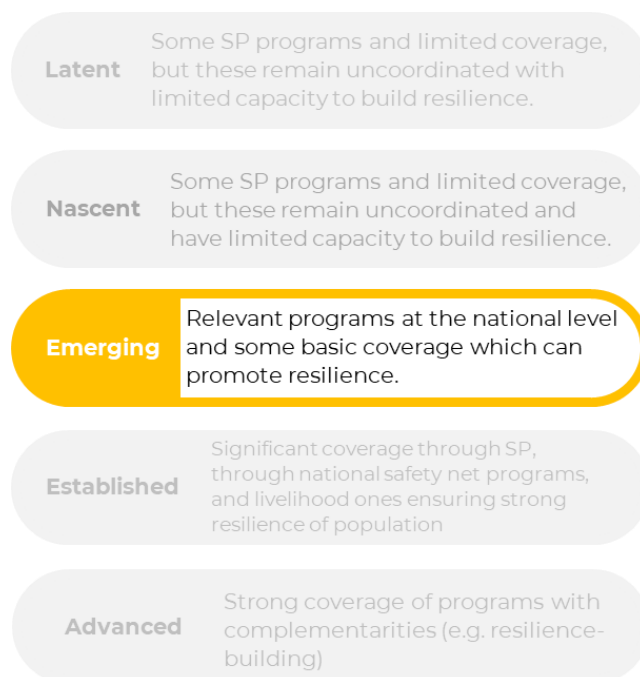 Latent
Some SP programs and limited coverage,
but these remain uncoordinated with
limited capacity to build resilience.
Nascent
Some SP programs and limited coverage,
but these remain uncoordinated and
have limited capacity to build resilience.
Emerging
Relevant programs at the national level
and some basic coverage which can
promote resilience.
Established
Significant coverage through SP,
through national safety net programs,
and livelihood ones ensuring strong
resilience of population
Advanced
Strong coverage of programs with
complementarities (e.g. resilience-
building)